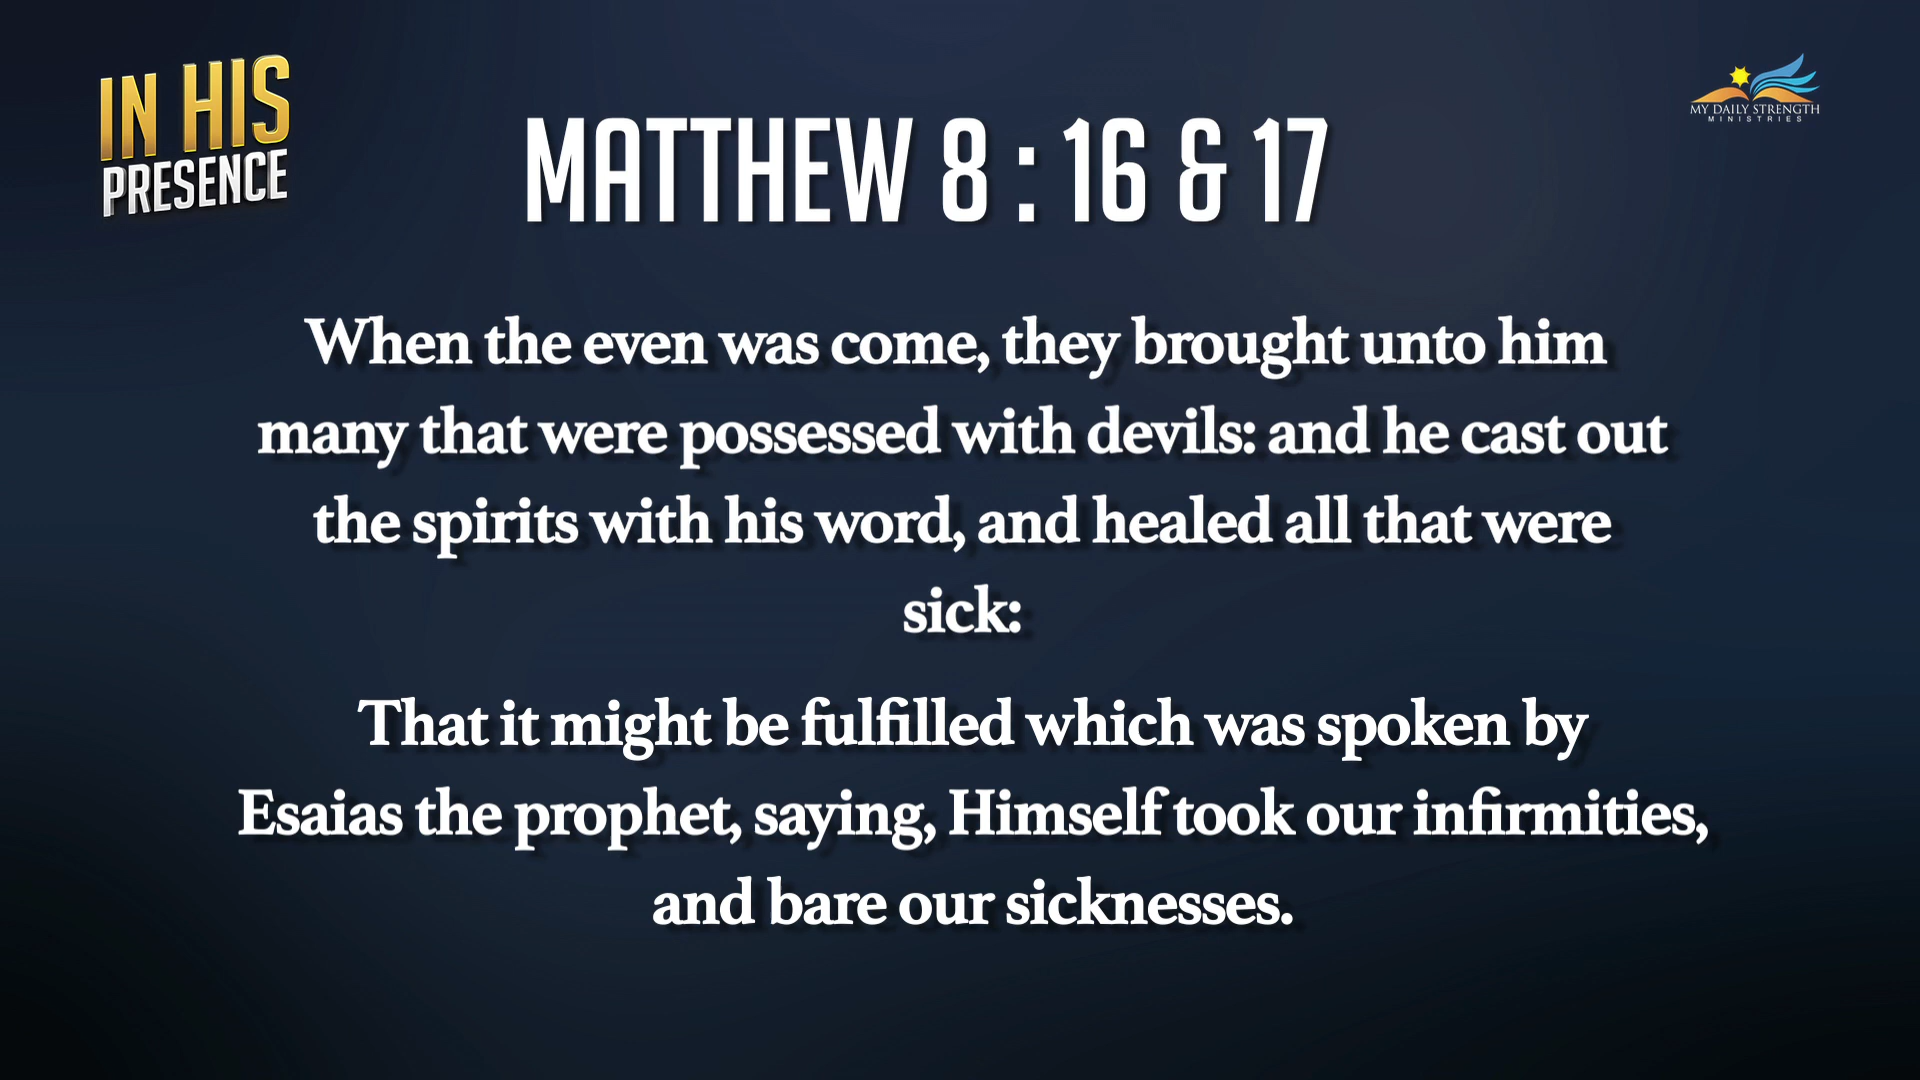 IN HIS
PRESENCE
MY DAILY STRENGTH
MINISTRIES
MATTHEW 8 : 16 & 17
When the even was come, they brought unto him
many that were possessed with devils: and he cast out
the spirits with his word, and healed all that were
sick:
That it might be fulfilled which was spoken by
Esaias the prophet, saying, Himself took our infirmities,
and bare our sicknesses.